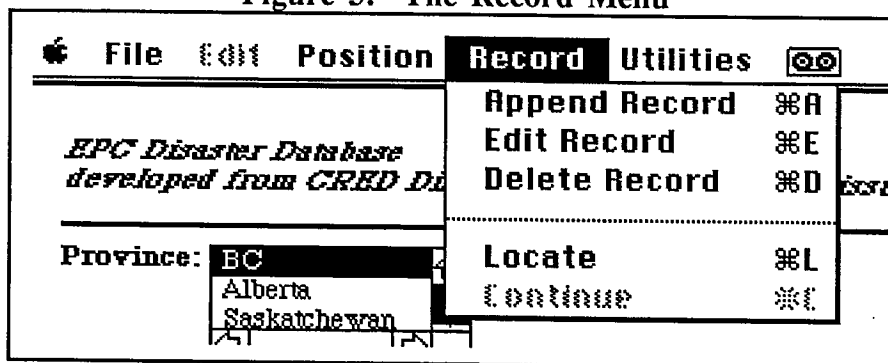 Figure 3. The Record Menu
File Edit Position Record Utilities
Append Record ⌘A
Edit Record ⌘E
Delete Record ⌘D
Locate ⌘L
Continue ⌘C
EPC Disaster Database
developed from CRED Di
Province: BC
Alberta
Saskatchewan